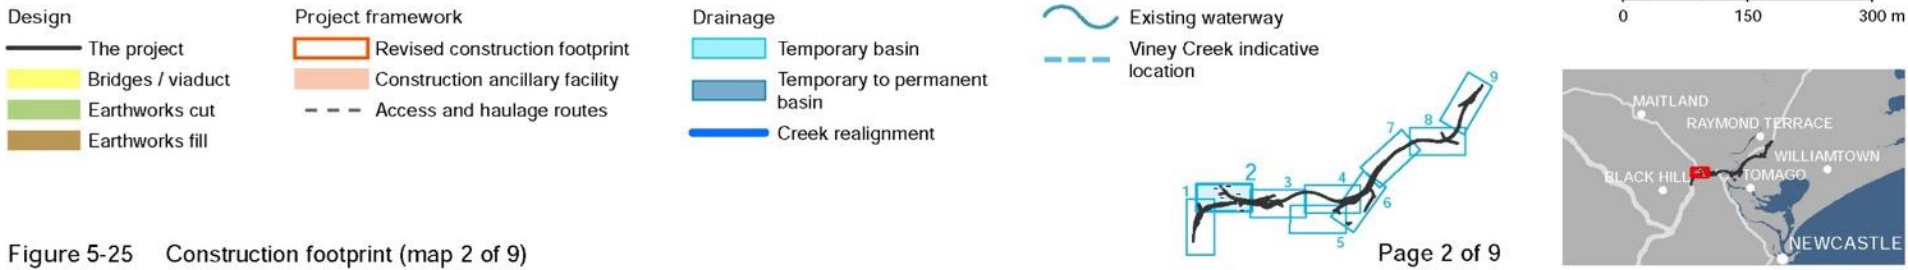 Design
The project
Bridges / viaduct
Earthworks cut
Earthworks fill
Project framework
Revised construction footprint
Construction ancillary facility
Access and haulage routes
Drainage
Temporary basin
Temporary to permanent
basin
Creek realignment
Existing waterway
Viney Creek indicative
location
1
2
3
4
5
6
7
8
9
0 150 300 m
MAITLAND
RAYMOND TERRACE
WILLIAMTOWN
BLACK HILL
TOMAGO
NEWCASTLE
Figure 5-25 Construction footprint (map 2 of 9)
Page 2 of 9